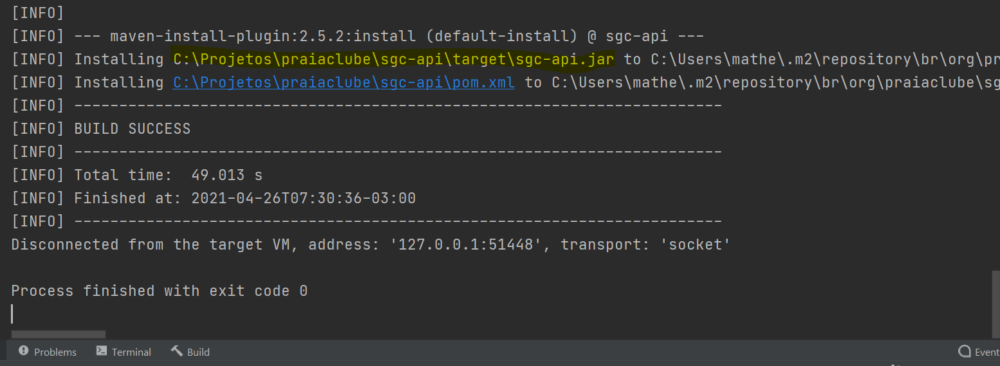 [INFO]
[INFO] --- maven-install-plugin:2.5.2:install (default-install) @ sgc-api ---
[INFO] Installing C:\Projetos\praiaclube\sgc-api\target\sgc-api.jar to C:\Users\mathe\.m2\repository\br\org\pr
[INFO] Installing C:\Projetos\praiaclube\sgc-api\pom.xml to C:\Users\mathe\.m2\repository\br\org\praiaclube\sg
[INFO] ------------------------------------------------------------------------
[INFO] BUILD SUCCESS
[INFO] ------------------------------------------------------------------------
[INFO] Total time:  49.013 s
[INFO] Finished at: 2021-04-26T07:30:36-03:00
[INFO] ------------------------------------------------------------------------
Disconnected from the target VM, address: '127.0.0.1:51448', transport: 'socket'
Process finished with exit code 0
Problems Terminal Build Event